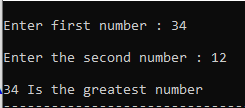 Enter first number : 34
Enter the second number : 12
34 Is the greatest number